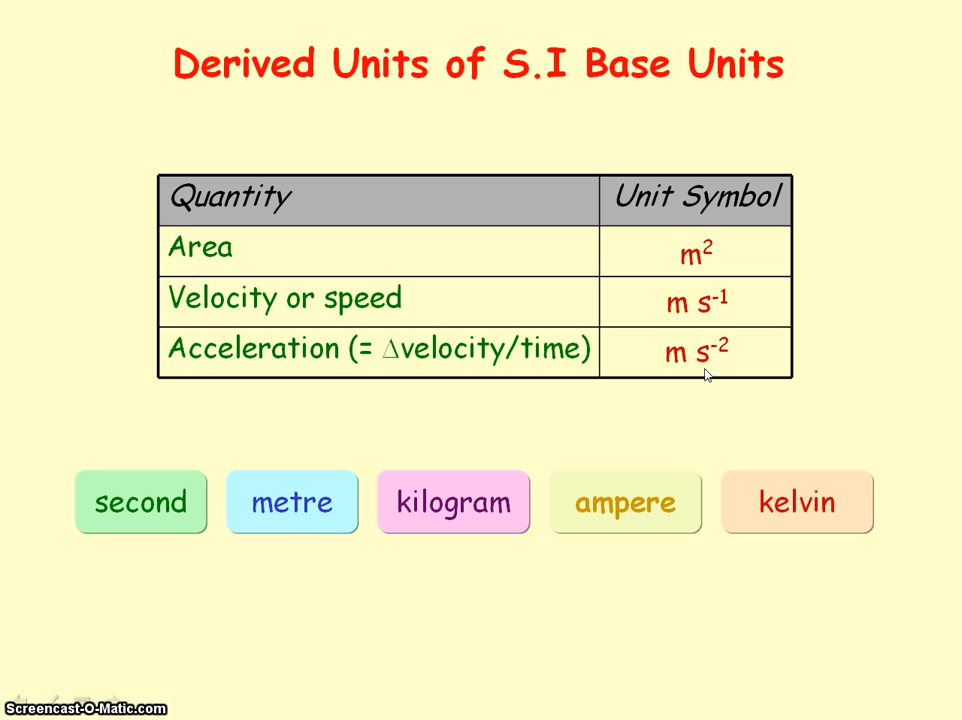 Derived Units of S.I Base Units
Quantity Unit Symbol
Area m²
Velocity or speed m s⁻¹
Acceleration (= Δvelocity/time) m s⁻²
second metre kilogram ampere kelvin
Screencast-O-Matic.com